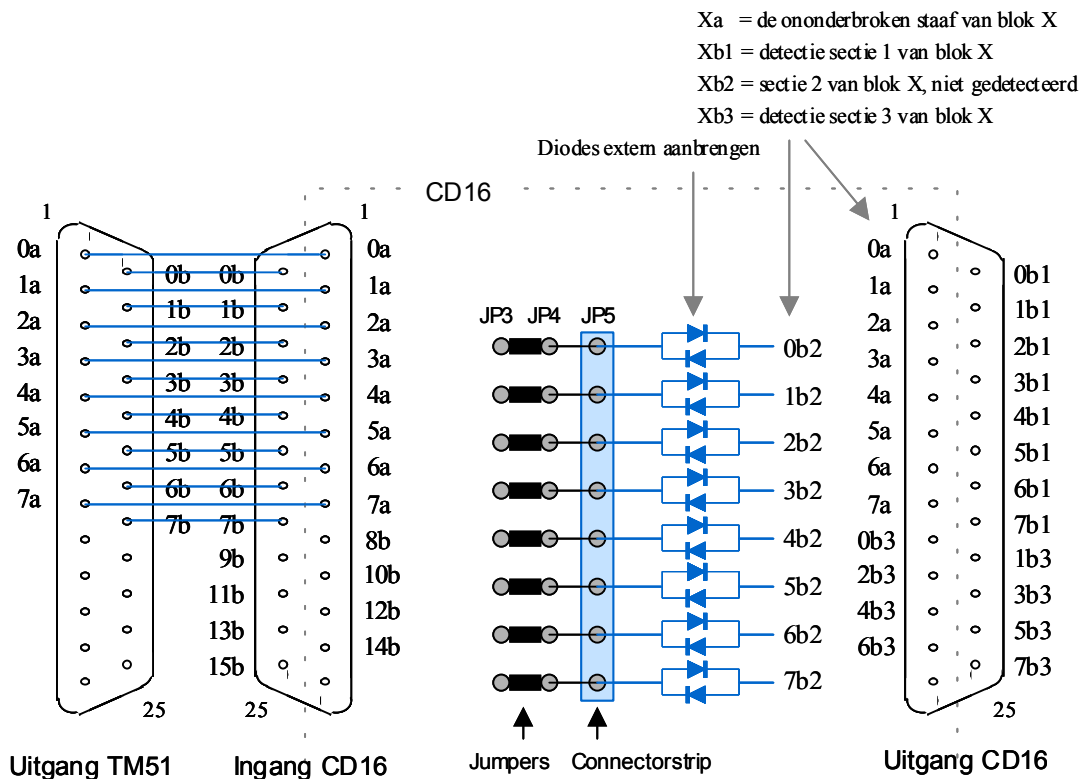 Xa = de ononderbroken staaf van blok X
Xb1 = detectie sectie 1 van blok X
Xb2 = sectie 2 van blok X, niet gedetecteerd
Xb3 = detectie sectie 3 van blok X
Diodes extern aanbrengen
CD16
1
1
1
0a
0b
0b
0a
0a
0b1
1a
1b
1b
1a
1a
1b1
2a
2b
2b
2a
2a
2b1
3a
3b
3b
3a
3a
3b1
4a
4b
4b
4a
4a
4b1
5a
5b
5b
5a
5a
5b1
6a
6b
6b
6a
6a
6b1
7a
7b
7b
7a
7a
7b1
8b
9b
10b
11b
12b
13b
14b
15b
JP3 JP4 JP5
0b2
1b2
2b2
3b2
4b2
5b2
6b2
7b2
0b3
1b3
2b3
3b3
4b3
5b3
6b3
7b3
25
25
25
Uitgang TM51
Ingang CD16
Jumpers
Connectorstrip
Uitgang CD16